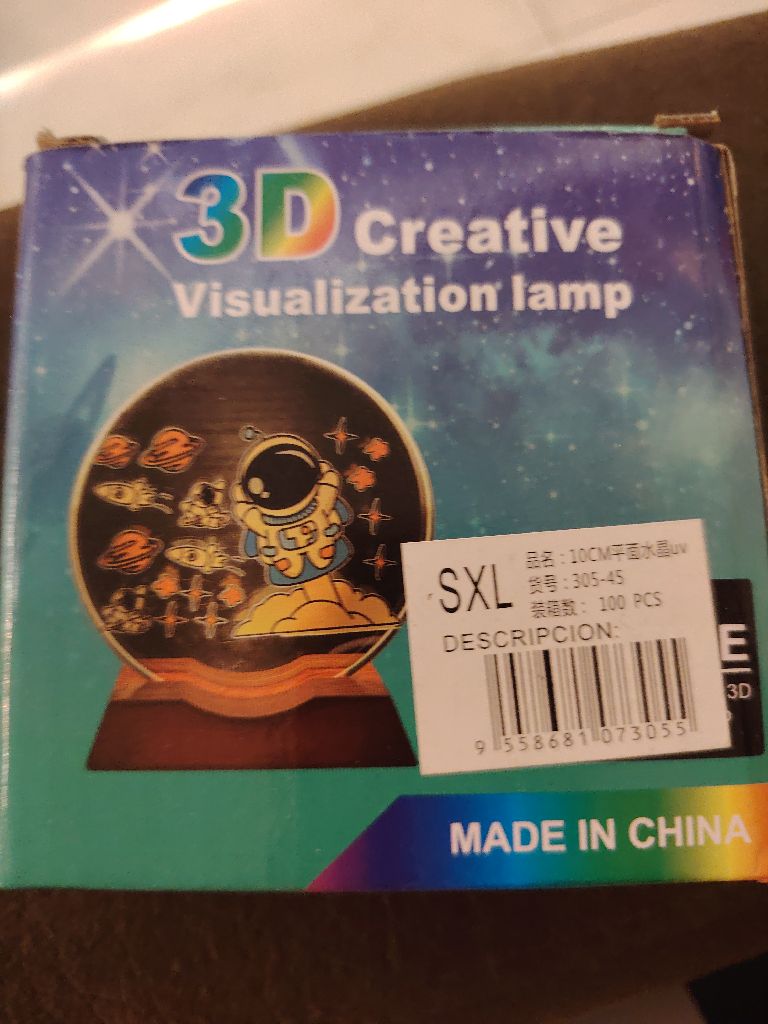 3D Creative
Visualization lamp
SXL
品名：10CM平面水晶uv
货号：305-45
装箱数： 100 PCS
DESCRIPCION:
9 558681 073055
E
3D
MADE IN CHINA